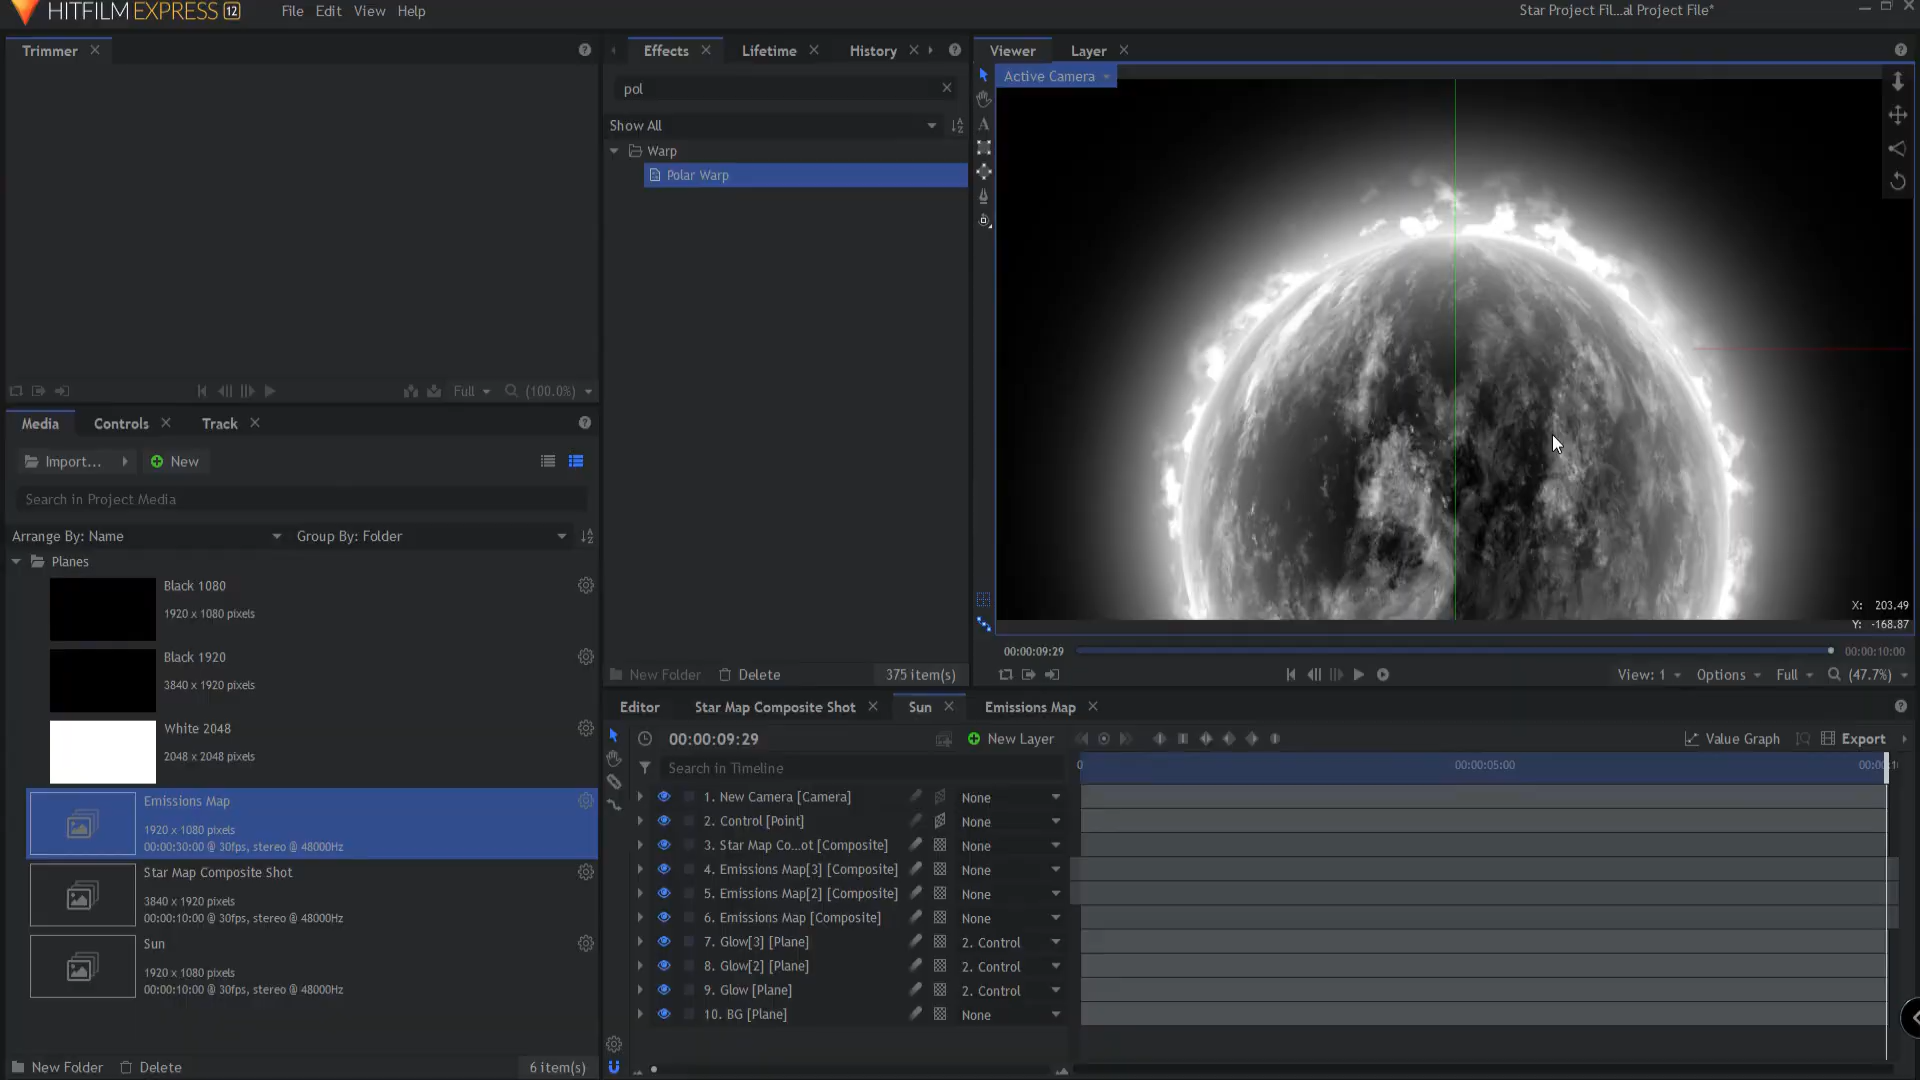 HITFILM EXPRESS 12
File Edit View Help
Star Project Fil...al Project File*
Trimmer
Effects
Lifetime
History
Viewer
Layer
pol
Show All
Warp
Polar Warp
Active Camera
X: 203.49
Y: -168.87
Full
(100.0%)
Media
Controls
Track
Import...
New
Search in Project Media
Arrange By: Name
Group By: Folder
Planes
Black 1080
1920 x 1080 pixels
Black 1920
3840 x 1920 pixels
White 2048
2048 x 2048 pixels
Emissions Map
1920 x 1080 pixels
00:00:30:00 @ 30fps, stereo @ 48000Hz
Star Map Composite Shot
3840 x 1920 pixels
00:00:10:00 @ 30fps, stereo @ 48000Hz
Sun
1920 x 1080 pixels
00:00:10:00 @ 30fps, stereo @ 48000Hz
New Folder
Delete
6 item(s)
New Folder
Delete
375 item(s)
00:00:09:29
00:00:10:00
View: 1
Options
Full
(47.7%)
Editor
Star Map Composite Shot
Sun
Emissions Map
00:00:09:29
New Layer
Value Graph
Export
Search in Timeline
0
00:00:05:00
1. New Camera [Camera] None
2. Control [Point] None
3. Star Map Co...ot [Composite] None
4. Emissions Map[3] [Composite] None
5. Emissions Map[2] [Composite] None
6. Emissions Map [Composite] None
7. Glow[3] [Plane] 2. Control
8. Glow[2] [Plane] 2. Control
9. Glow [Plane] 2. Control
10. BG [Plane] None